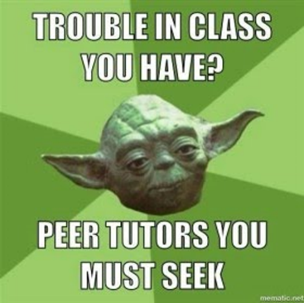 TROUBLE IN CLASS
YOU HAVE?
PEER TUTORS YOU
MUST SEEK
mematic.net